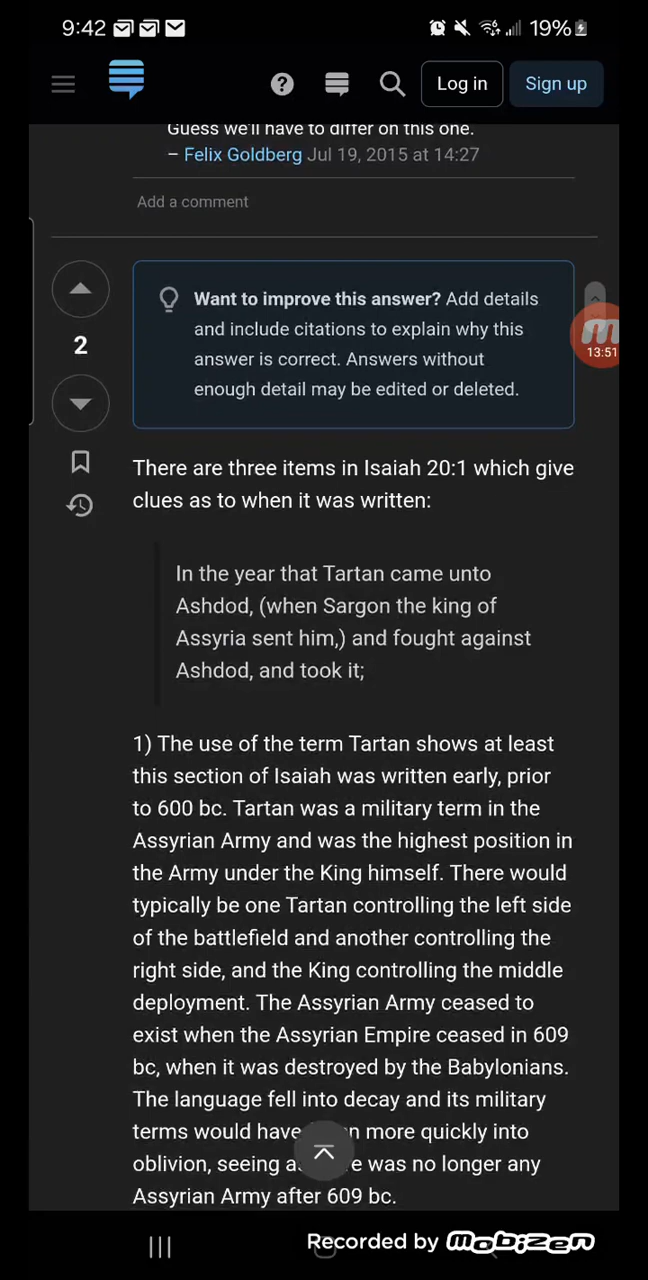 9:42
19%
Log in
Sign up
Guess we'll have to differ on this one.
– Felix Goldberg Jul 19, 2015 at 14:27
Add a comment
2
Want to improve this answer? Add details
and include citations to explain why this
answer is correct. Answers without
enough detail may be edited or deleted.
13:51
There are three items in Isaiah 20:1 which give
clues as to when it was written:
In the year that Tartan came unto
Ashdod, (when Sargon the king of
Assyria sent him,) and fought against
Ashdod, and took it;
1) The use of the term Tartan shows at least
this section of Isaiah was written early, prior
to 600 bc. Tartan was a military term in the
Assyrian Army and was the highest position in
the Army under the King himself. There would
typically be one Tartan controlling the left side
of the battlefield and another controlling the
right side, and the King controlling the middle
deployment. The Assyrian Army ceased to
exist when the Assyrian Empire ceased in 609
bc, when it was destroyed by the Babylonians.
The language fell into decay and its military
terms would have more quickly into
oblivion, seeing was no longer any
Assyrian Army after 609 bc.
Recorded by mobizen